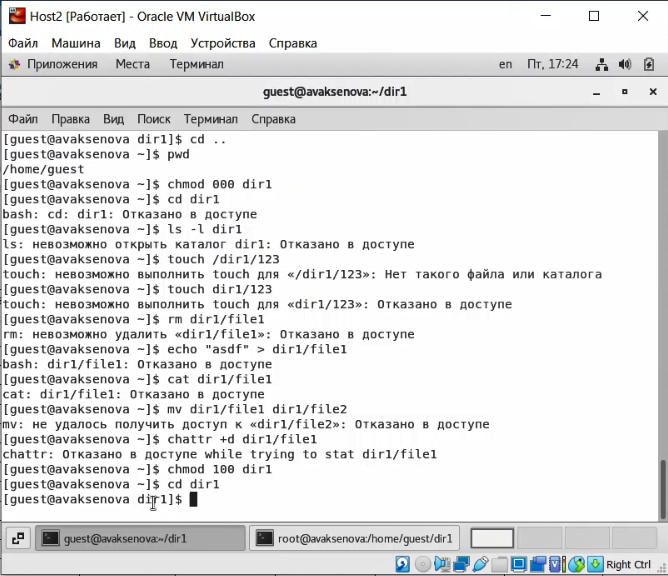 Host2 [Работает] - Oracle VM VirtualBox
Файл Машина Вид Ввод Устройства Справка
Приложения Места Терминал en Пт, 17:24
guest@avaksenova:~/dir1
Файл Правка Вид Поиск Терминал Справка
[guest@avaksenova dir1]$ cd ..
[guest@avaksenova ~]$ pwd
/home/guest
[guest@avaksenova ~]$ chmod 000 dir1
[guest@avaksenova ~]$ cd dir1
bash: cd: dir1: Отказано в доступе
[guest@avaksenova ~]$ ls -l dir1
ls: невозможно открыть каталог dir1: Отказано в доступе
[guest@avaksenova ~]$ touch /dir1/123
touch: невозможно выполнить touch для «/dir1/123»: Нет такого файла или каталога
[guest@avaksenova ~]$ touch dir1/123
touch: невозможно выполнить touch для «dir1/123»: Отказано в доступе
[guest@avaksenova ~]$ rm dir1/file1
rm: невозможно удалить «dir1/file1»: Отказано в доступе
[guest@avaksenova ~]$ echo "asdf" > dir1/file1
bash: dir1/file1: Отказано в доступе
[guest@avaksenova ~]$ cat dir1/file1
cat: dir1/file1: Отказано в доступе
[guest@avaksenova ~]$ mv dir1/file1 dir1/file2
mv: не удалось получить доступ к «dir1/file2»: Отказано в доступе
[guest@avaksenova ~]$ chattr +d dir1/file1
chattr: Отказано в доступе while trying to stat dir1/file1
[guest@avaksenova ~]$ chmod 100 dir1
[guest@avaksenova ~]$ cd dir1
[guest@avaksenova dir1]$
guest@avaksenova:~/dir1 root@avaksenova:/home/guest/dir1
Right Ctrl